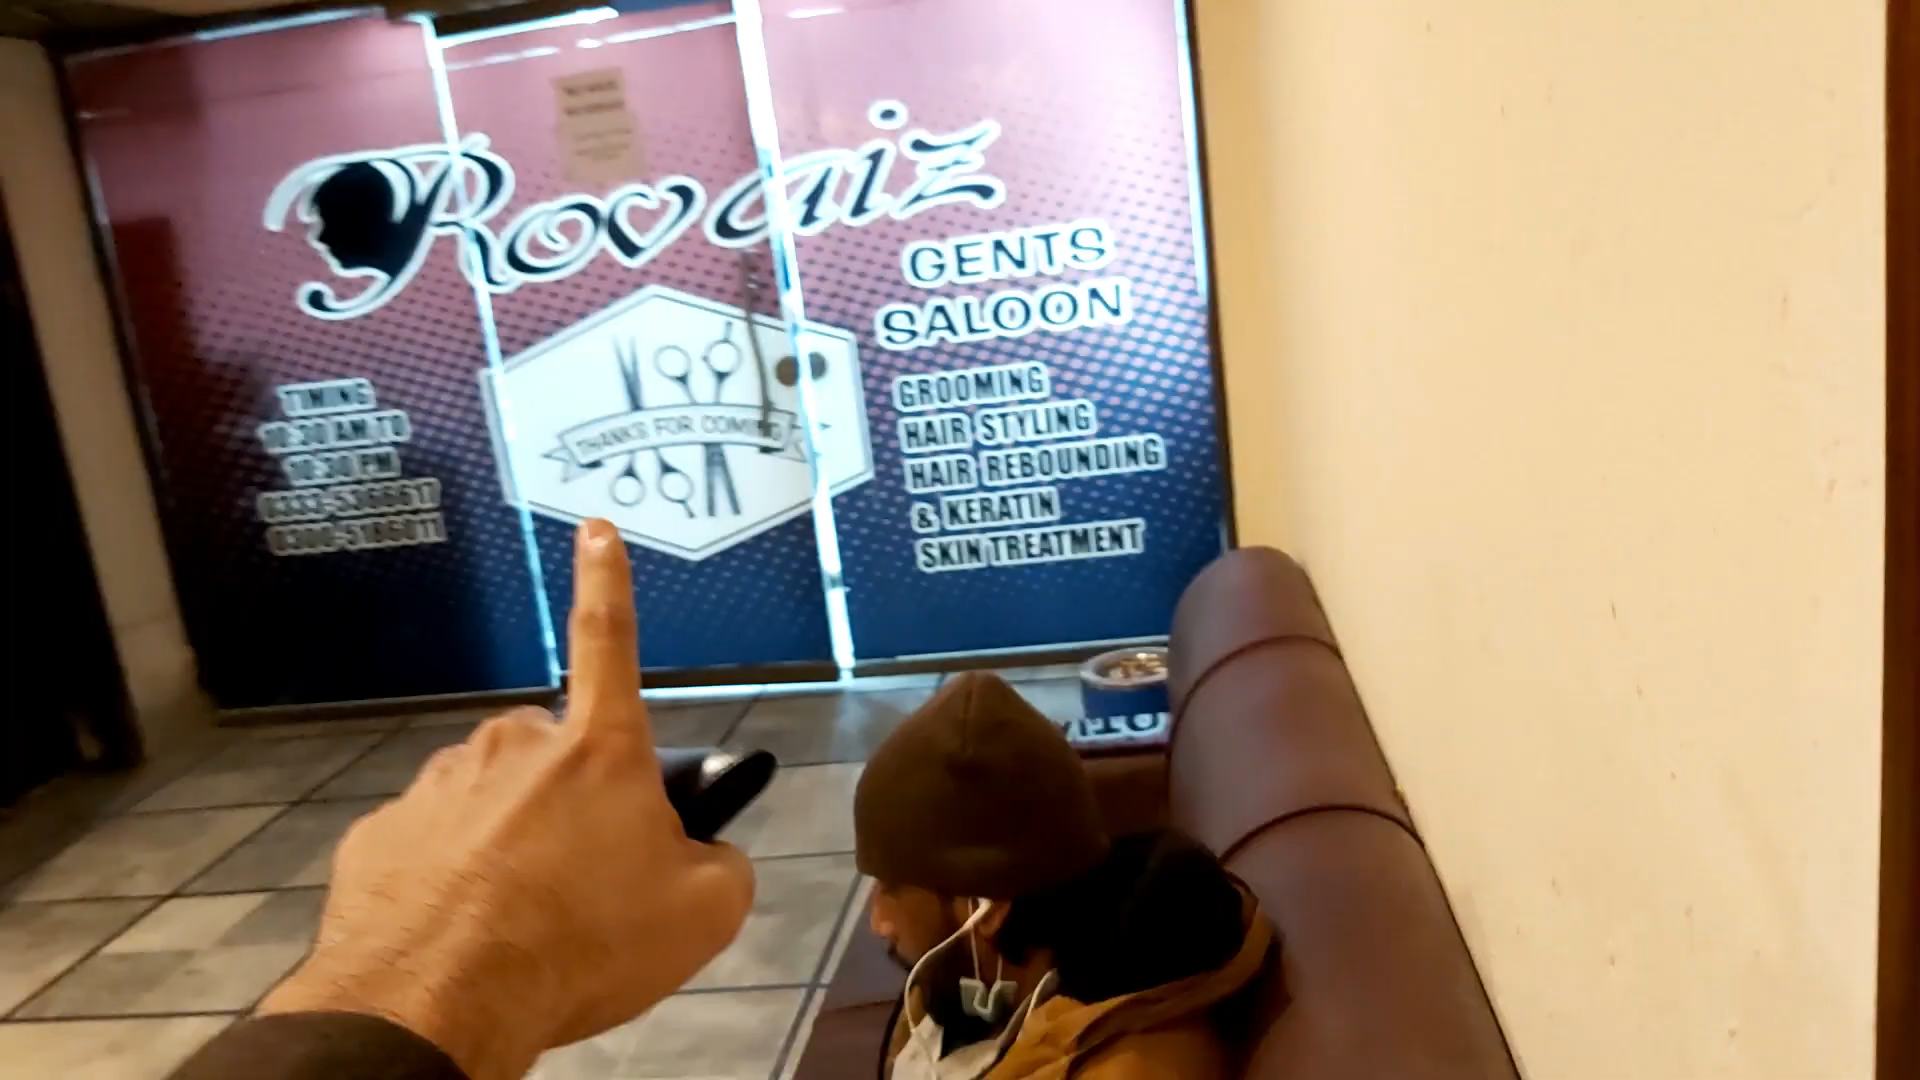 Rovaiz
GENTS
SALOON
THANKS FOR COMING
TIMING
10:30 AM TO
10:30 PM
GROOMING
HAIR STYLING
HAIR REBOUNDING
& KERATIN
SKIN TREATMENT